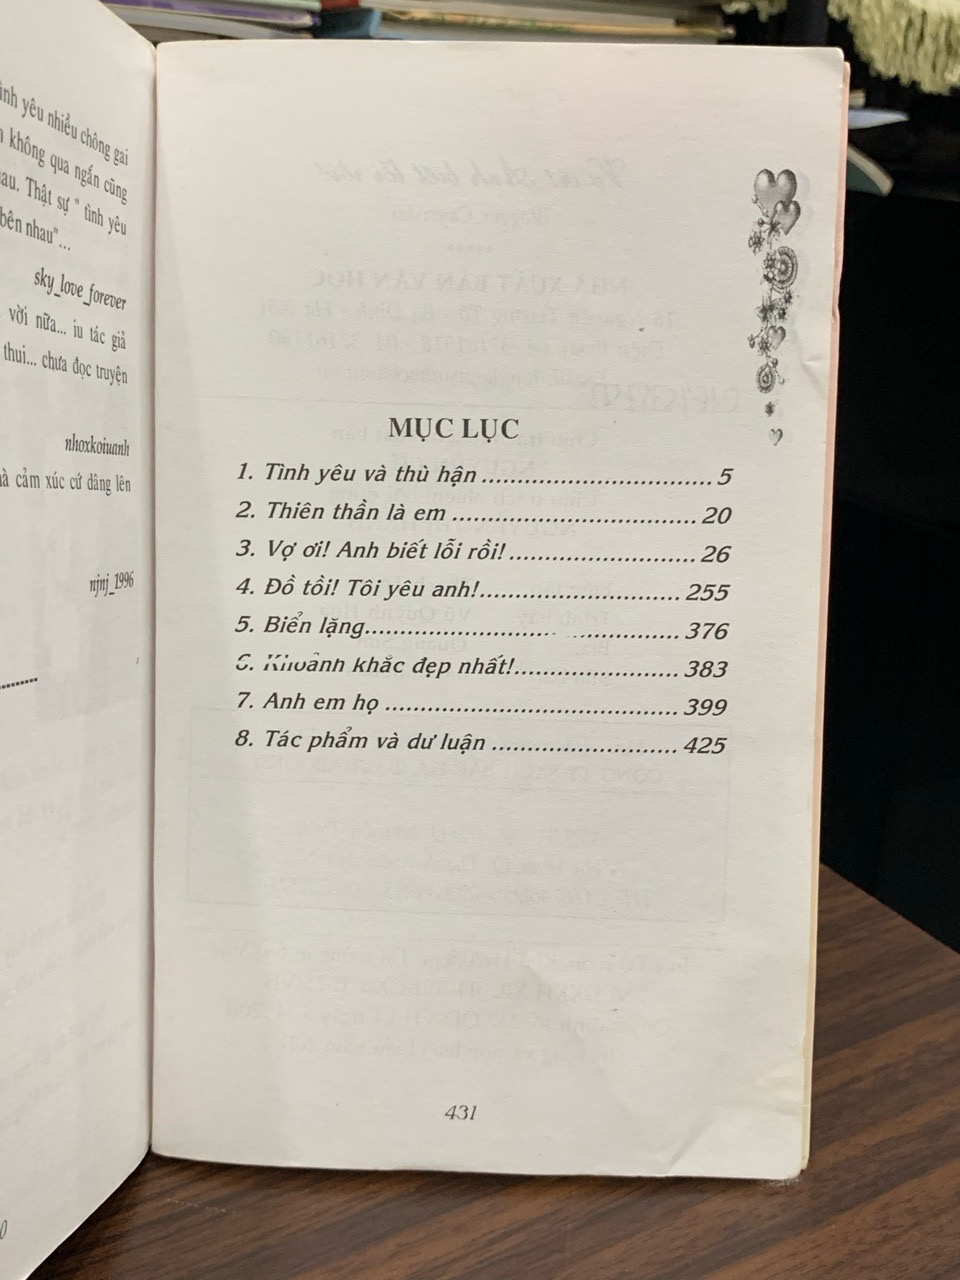 ình yêu nhiều chông gai
không qua ngắn cũng
au. Thật sự " tình yêu
bên nhau"...
sky_love_forever
vời nữa... iu tác giả
thui... chưa đọc truyện
nhoxkoiuanh
à cảm xúc cứ dâng lên
njnj_1996
MỤC LỤC
1. Tình yêu và thù hận ................................ 5
2. Thiên thần là em .................................. 20
3. Vợ ơi! Anh biết lỗi rồi! .......................... 26
4. Đồ tồi! Tôi yêu anh!............................ 255
5. Biển lặng........................................... 376
6. Khoảnh khắc đẹp nhất!....................... 383
7. Anh em họ ......................................... 399
8. Tác phẩm và dư luận .......................... 425
431